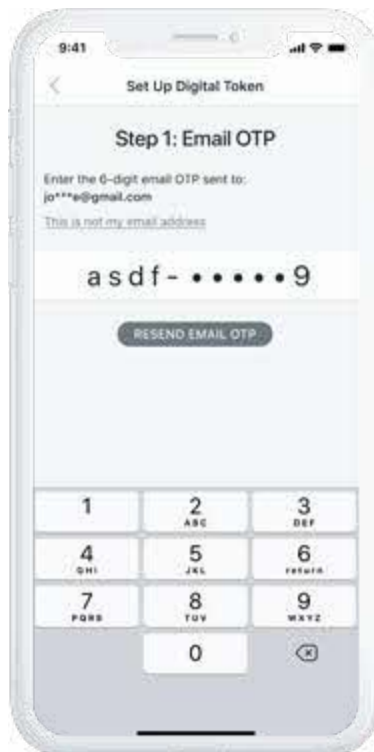 9:41
Set Up Digital Token
Step 1: Email OTP
Enter the 6-digit email OTP sent to:
jo***e@gmail.com
This is not my email address
asdf-•••••9
RESEND EMAIL OTP
1 2 3
ABC DEF
4 5 6
GHI JKL return
7 8 9
PQRS TUV WXYZ
0